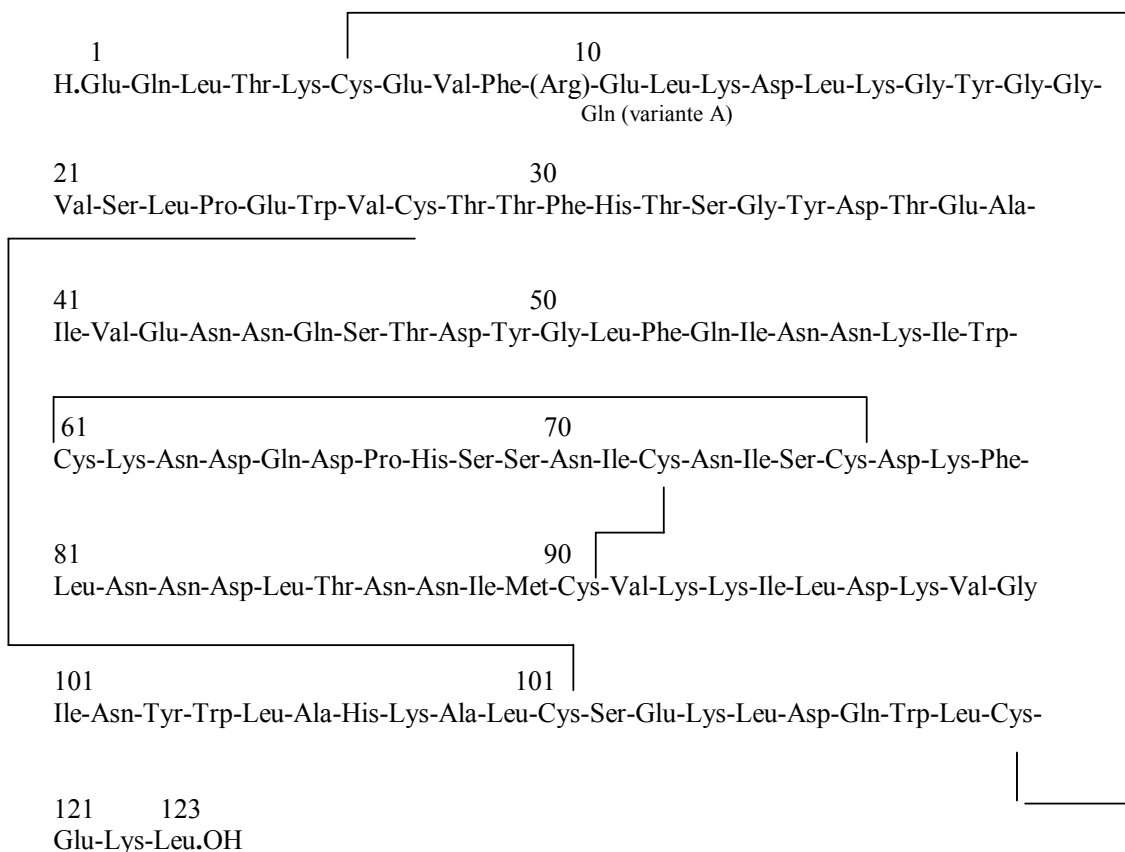 1 10
H.Glu-Gln-Leu-Thr-Lys-Cys-Glu-Val-Phe-(Arg)-Glu-Leu-Lys-Asp-Leu-Lys-Gly-Tyr-Gly-Gly-
Gln (variante A)
21 30
Val-Ser-Leu-Pro-Glu-Trp-Val-Cys-Thr-Thr-Phe-His-Thr-Ser-Gly-Tyr-Asp-Thr-Glu-Ala-
41 50
Ile-Val-Glu-Asn-Asn-Gln-Ser-Thr-Asp-Tyr-Gly-Leu-Phe-Gln-Ile-Asn-Asn-Lys-Ile-Trp-
61 70
Cys-Lys-Asn-Asp-Gln-Asp-Pro-His-Ser-Ser-Asn-Ile-Cys-Asn-Ile-Ser-Cys-Asp-Lys-Phe-
81 90
Leu-Asn-Asn-Asp-Leu-Thr-Asn-Asn-Ile-Met-Cys-Val-Lys-Lys-Ile-Leu-Asp-Lys-Val-Gly
101 101
Ile-Asn-Tyr-Trp-Leu-Ala-His-Lys-Ala-Leu-Cys-Ser-Glu-Lys-Leu-Asp-Gln-Trp-Leu-Cys-
121 123
Glu-Lys-Leu.OH